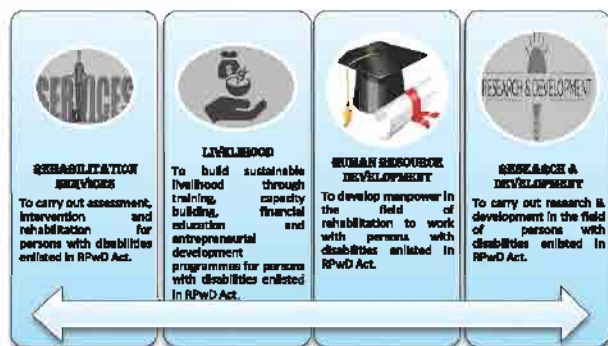 SERVICES
REHABILITATION
SERVICES
To carry out assessment,
intervention and
rehabilitation for
persons with disabilities
enlisted in RPwD Act.
LIVELIHOOD
To build sustainable
livelihood through
training, capacity
building, financial
education and
entrepreneurial
development
programmes for persons
with disabilities enlisted
in RPwD Act.
HUMAN RESOURCE
DEVELOPMENT
To develop manpower in
the field of
rehabilitation to work
with persons with
disabilities enlisted in
RPwD Act.
RESEARCH & DEVELOPMENT
RESEARCH &
DEVELOPMENT
To carry out research &
development in the field
of persons with
disabilities enlisted in
RPwD Act.